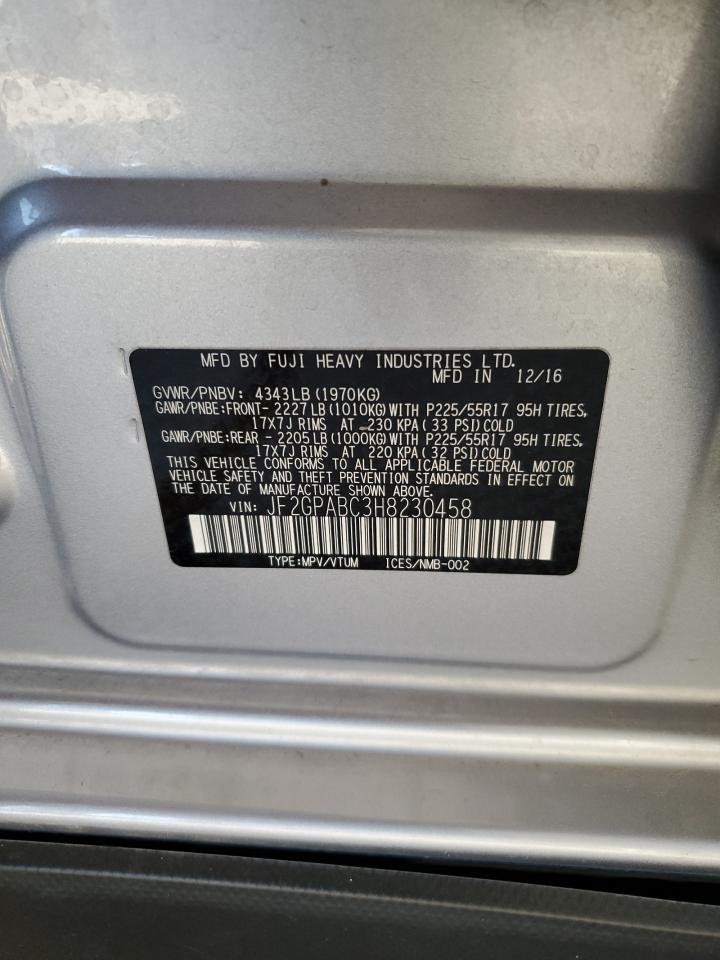 MFD BY FUJI HEAVY INDUSTRIES LTD.
MFD IN 12/16
GVWR/PNBV: 4343LB (1970KG)
GAWR/PNBE:FRONT- 2227 LB (1010KG) WITH P225/55R17 95H TIRES,
17X7J RIMS AT 230 KPA (33 PSI) COLD
GAWR/PNBE:REAR - 2205 LB (1000KG) WITH P225/55R17 95H TIRES,
17X7J RIMS AT 220 KPA (32 PSI) COLD
THIS VEHICLE CONFORMS TO ALL APPLICABLE FEDERAL MOTOR
VEHICLE SAFETY AND THEFT PREVENTION STANDARDS IN EFFECT ON
THE DATE OF MANUFACTURE SHOWN ABOVE.
VIN: JF2GPABC3H8230458
TYPE:MPV/VTUM ICES/NMB-002